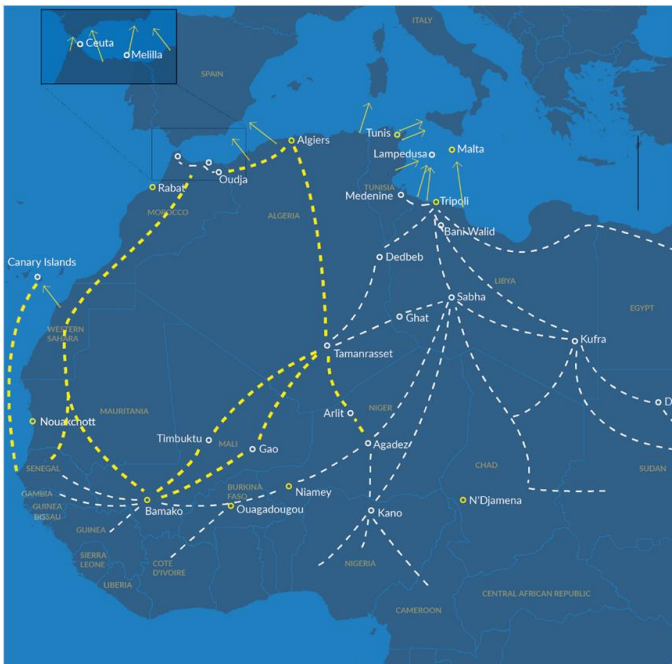 ITALY
Ceuta
Melilla
SPAIN
Algiers
Tunis
Malta
Lampedusa
Oudja
Rabat
TUNISIA
Medenine
Tripoli
MOROCCO
ALGERIA
Bani Walid
Dedbeb
Canary Islands
LIBYA
Sabha
EGYPT
Ghat
WESTERN
SAHARA
Kufra
Tamanrasset
D
MAURITANIA
NIGER
Arlit
Nouakchott
Timbuktu
MALI
Agadez
Gao
CHAD
SENEGAL
SUDAN
BURKINA
FASO
Niamey
GAMBIA
N'Djamena
GUINEA
BISSAU
Bamako
Ouagadougou
Kano
GUINEA
SIERRA
LEONE
COTE
D'IVOIRE
NIGERIA
LIBERIA
CENTRAL AFRICAN REPUBLIC
CAMEROON